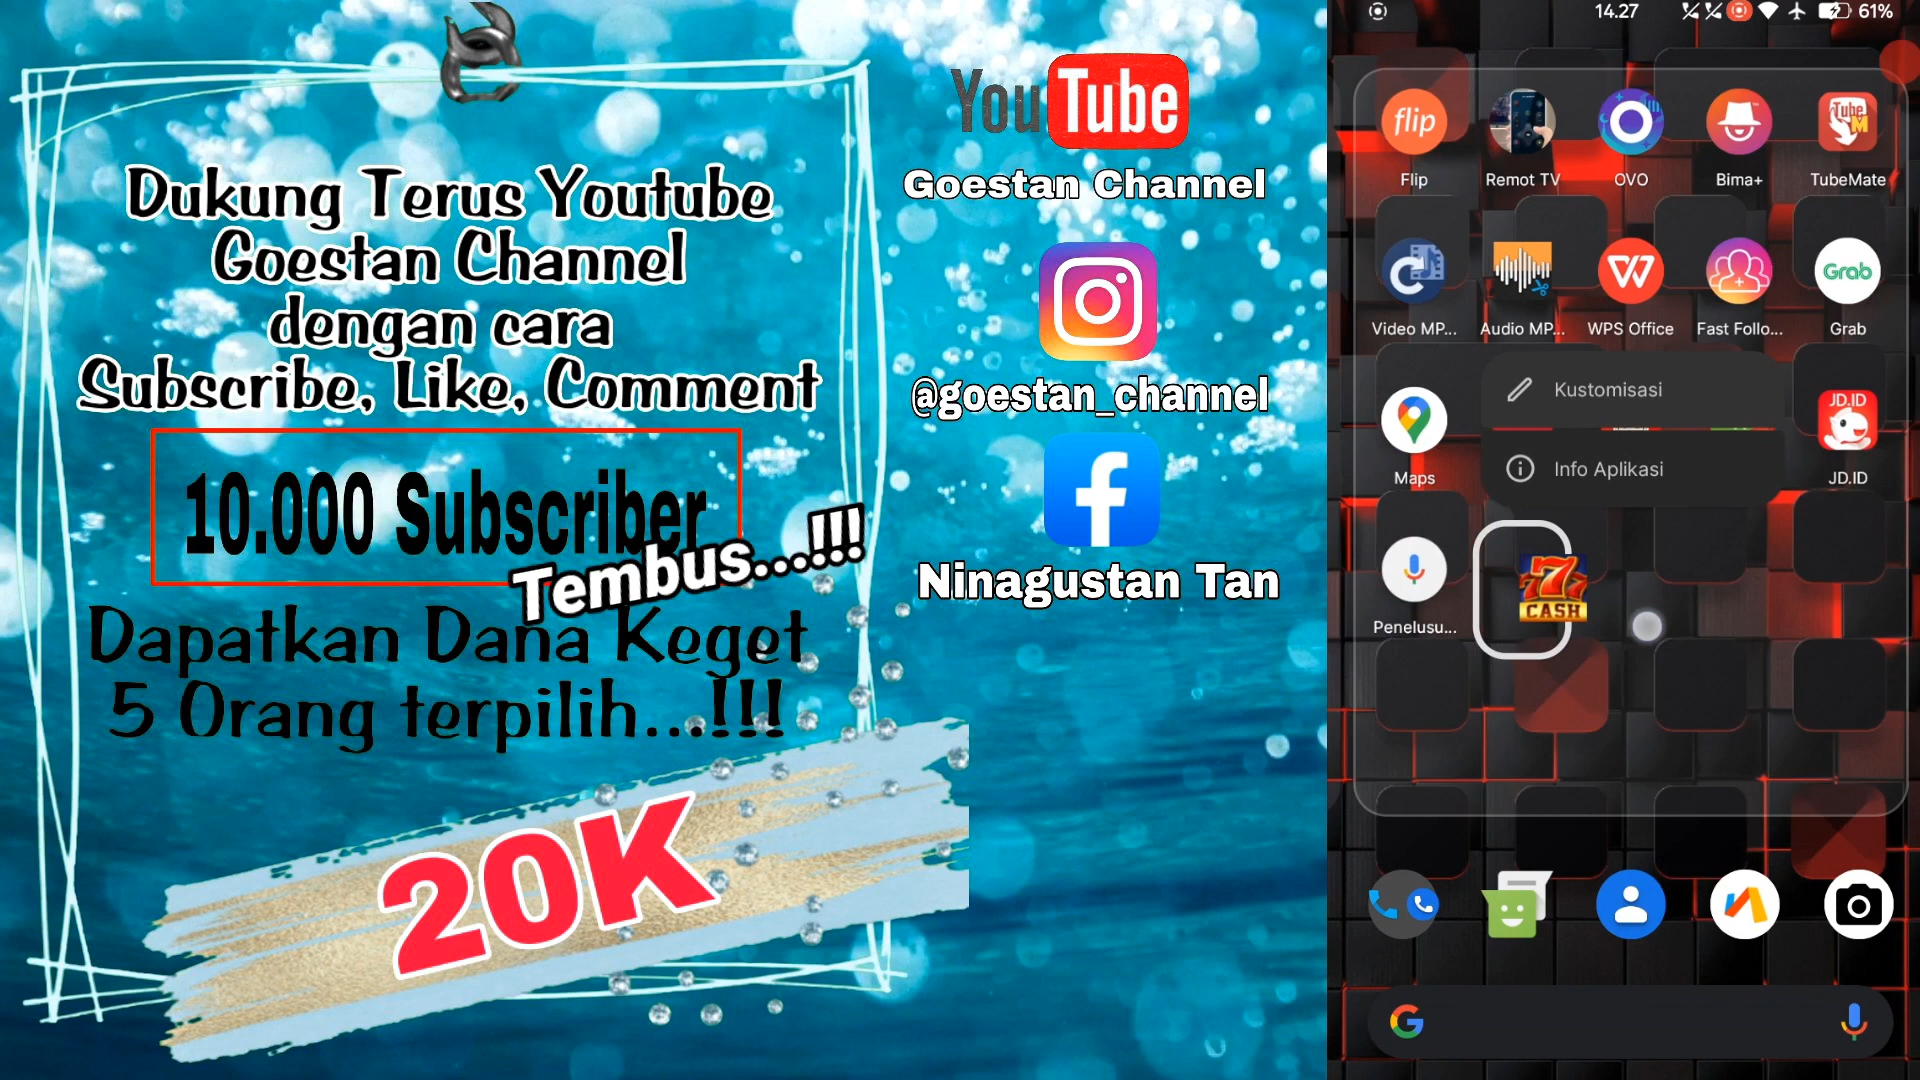 Dukung Terus Youtube
Goestan Channel
dengan cara
Subscribe, Like, Comment
10.000 Subscriber
Tembus...!!!
Dapatkan Dana Keget
5 Orang terpilih...!!!
20K
YouTube
Goestan Channel
@goestan_channel
Ninagustan Tan
14.27
61%
flip
Tube
M
Flip
Remot TV
OVO
Bima+
TubeMate
Grab
Video MP...
Audio MP...
WPS Office
Fast Follo...
Grab
Kustomisasi
JD.ID
Info Aplikasi
Maps
JD.ID
777
CASH
Penelusu...